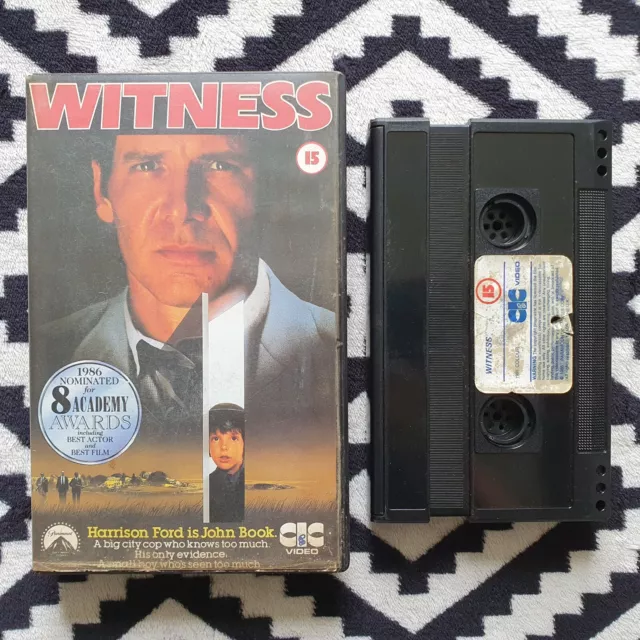 WITNESS
15
1986
NOMINATED
for
8 ACADEMY
AWARDS
including
BEST ACTOR
and
BEST FILM
Paramount
Harrison Ford is John Book.
A big city cop who knows too much.
His only evidence.
A small boy who's seen too much.
CIC
VIDEO
15
CIC
VIDEO
WITNESS